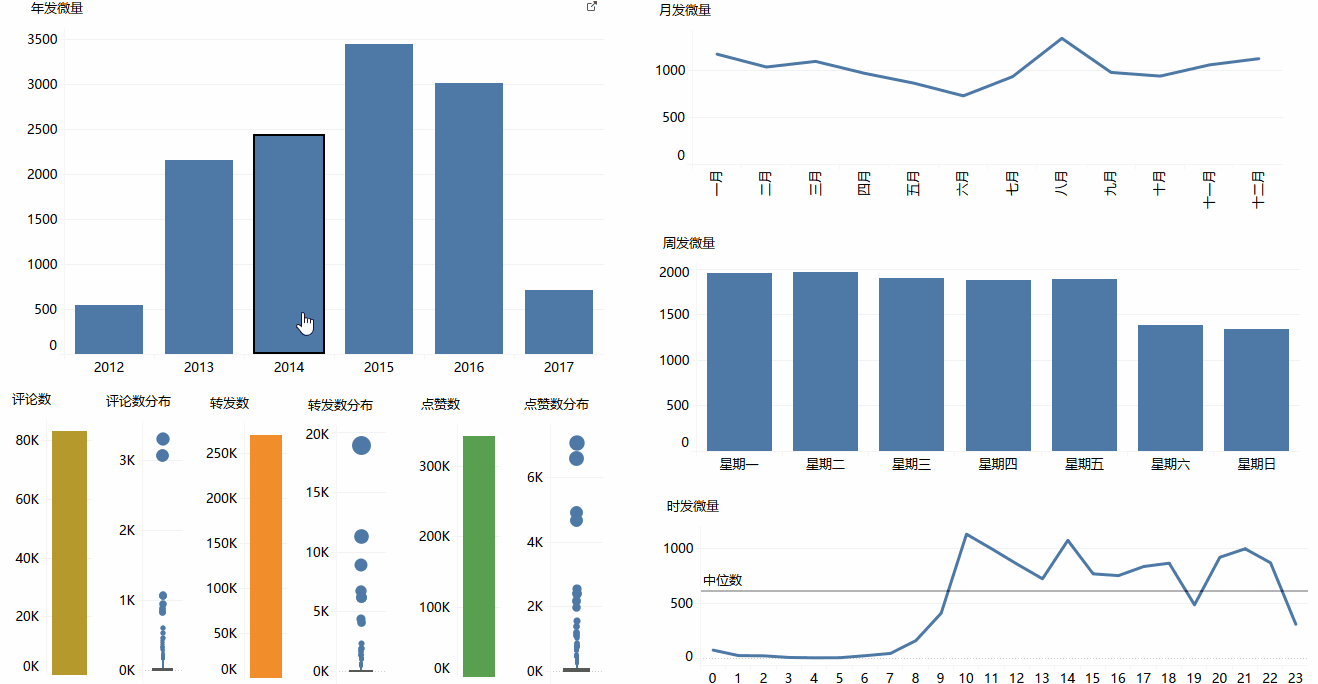 年发微量
3500
3000
2500
2000
1500
1000
500
0
2012 2013 2014 2015 2016 2017
评论数
80K
60K
40K
20K
0K
评论数分布
3K
2K
1K
0K
转发数
250K
200K
150K
100K
50K
0K
转发数分布
20K
15K
10K
5K
0K
点赞数
300K
200K
100K
0K
点赞数分布
6K
4K
2K
0K
月发微量
1000
500
0
一月 二月 三月 四月 五月 六月 七月 八月 九月 十月 十一月 十二月
周发微量
2000
1500
1000
500
0
星期一 星期二 星期三 星期四 星期五 星期六 星期日
时发微量
1000
中位数
500
0
0 1 2 3 4 5 6 7 8 9 10 11 12 13 14 15 16 17 18 19 20 21 22 23